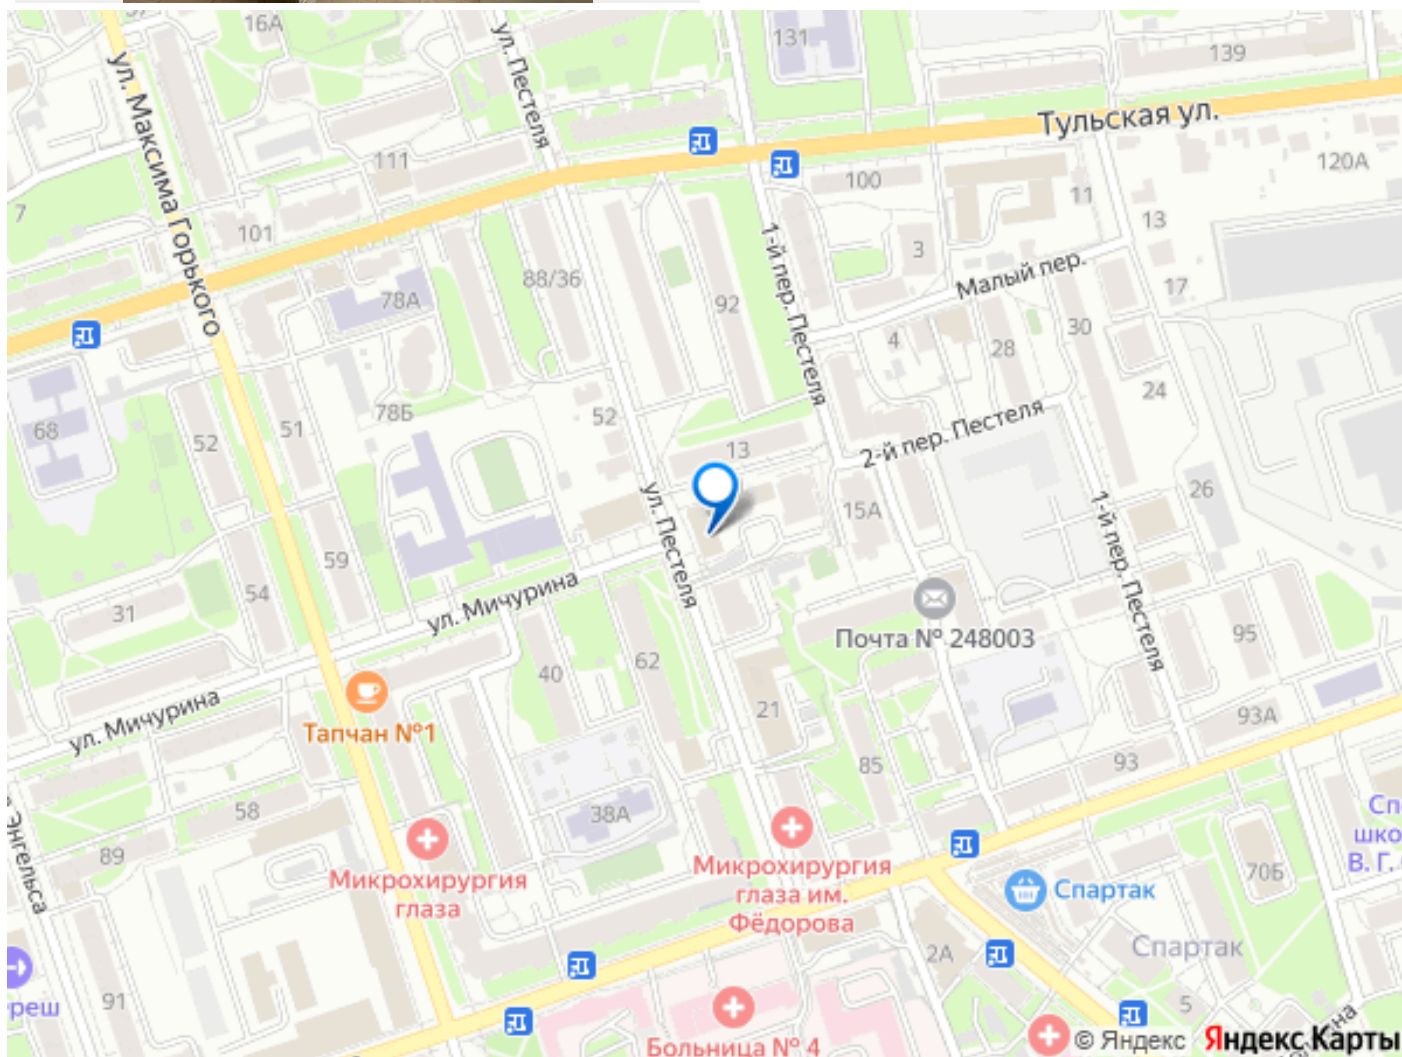 16А
131
139
ул. Пестеля
ул. Максима Горького
Тульская ул.
111
100
120А
7
11
13
101
1-й пер. Пестеля
3
88/36
78А
92
Малый пер.
17
4
28
30
24
78Б
52
68
52
51
13
2-й пер. Пестеля
26
15А
ул. Пестеля
1-й пер. Пестеля
59
54
31
ул. Мичурина
Почта № 248003
95
62
40
21
ул. Мичурина
Тапчан №1
93А
93
85
58
38А
89
Энгельса
Микрохирургия
глаза
Микрохирургия
глаза им.
Фёдорова
Сп
шко
В. Г.
70Б
Спартак
Спартак
2А
реш
91
5
Больница № 4
© Яндекс
Яндекс Карты